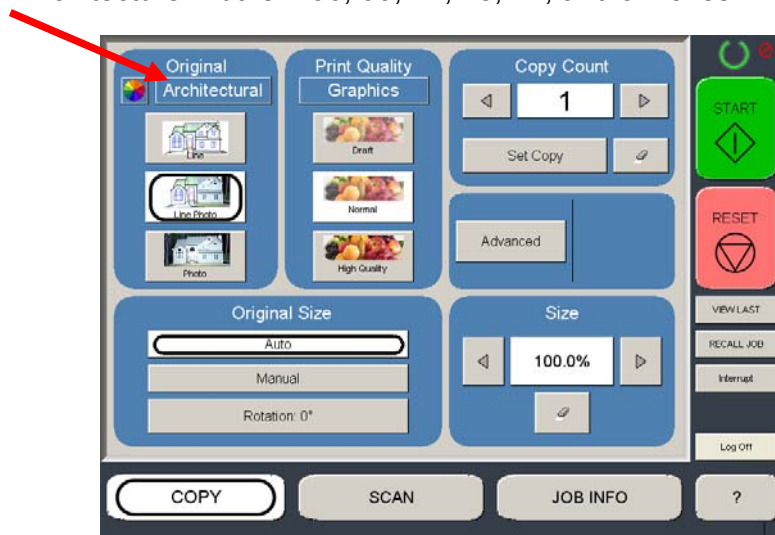 Original
Architectural
Line
Line Photo
Photo
Print Quality
Graphics
Draft
Normal
High Quality
Copy Count
1
Set Copy
Advanced
Original Size
Auto
Manual
Rotation: 0°
Size
100.0%
START
RESET
VIEW LAST
RECALL JOB
Interrupt
Log Off
COPY
SCAN
JOB INFO
?